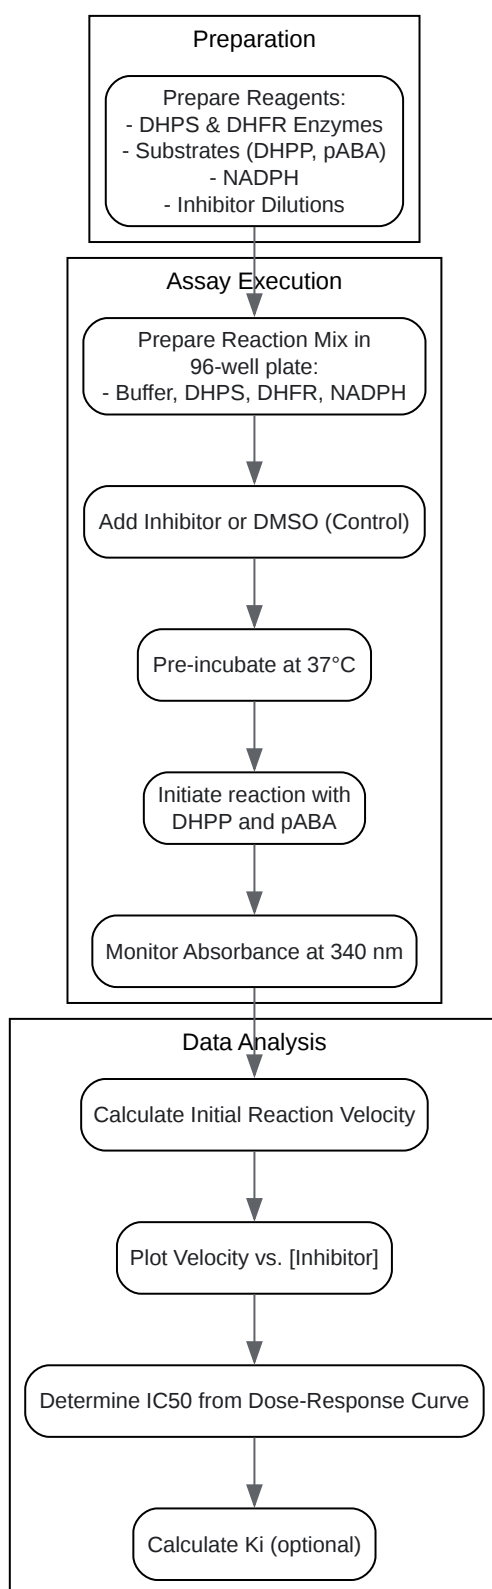 Preparation
Prepare Reagents:
- DHPS & DHFR Enzymes
- Substrates (DHPP, pABA)
- NADPH
- Inhibitor Dilutions
Assay Execution
Prepare Reaction Mix in
96-well plate:
- Buffer, DHPS, DHFR, NADPH
Add Inhibitor or DMSO (Control)
Pre-incubate at 37°C
Initiate reaction with
DHPP and pABA
Monitor Absorbance at 340 nm
Data Analysis
Calculate Initial Reaction Velocity
Plot Velocity vs. [Inhibitor]
Determine IC50 from Dose-Response Curve
Calculate Ki (optional)